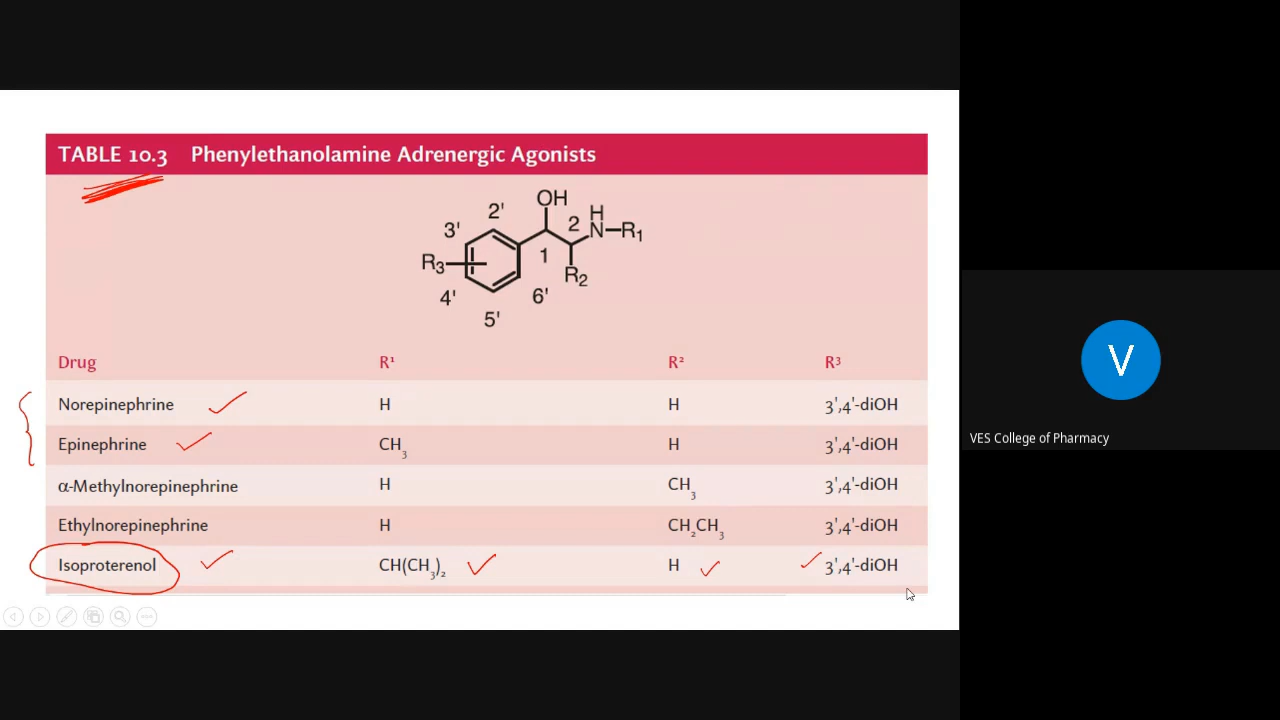 TABLE 10.3 Phenylethanolamine Adrenergic Agonists
OH
2'
H
3'
2
N
R₁
1
R₃
R₂
4'
6'
5'
Drug R¹ R² R³
Norepinephrine H H 3',4'-diOH
Epinephrine CH₃ H 3',4'-diOH
α-Methylnorepinephrine H CH₃ 3',4'-diOH
Ethylnorepinephrine H CH₂CH₃ 3',4'-diOH
Isoproterenol CH(CH₃)₂ H 3',4'-diOH
V
VES College of Pharmacy